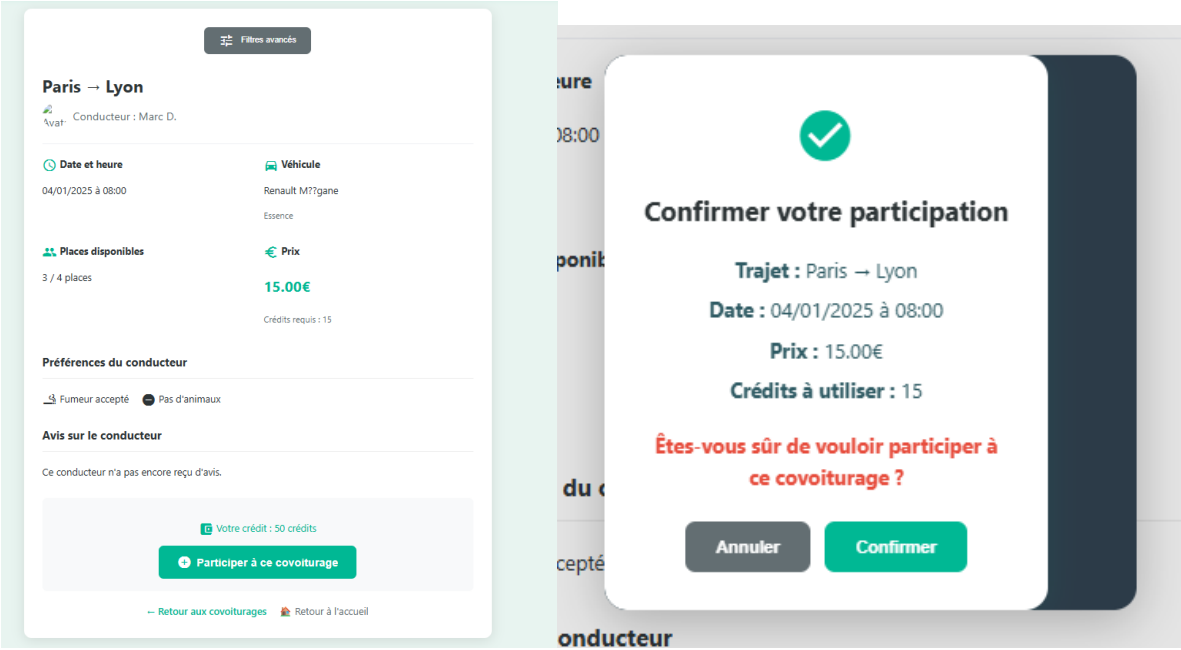 Filtres avancés
Paris → Lyon
Avat
Conducteur : Marc D.
Date et heure
Véhicule
04/01/2025 à 08:00
Renault M??gane
Essence
Places disponibles
Prix
3 / 4 places
15.00€
Crédits requis : 15
Préférences du conducteur
Fumeur accepté
Pas d'animaux
Avis sur le conducteur
Ce conducteur n'a pas encore reçu d'avis.
Votre crédit : 50 crédits
Participer à ce covoiturage
← Retour aux covoiturages
Retour à l'accueil
eure
08:00
ponib
du c
cepté
onducteur
Confirmer votre participation
Trajet : Paris → Lyon
Date : 04/01/2025 à 08:00
Prix : 15.00€
Crédits à utiliser : 15
Êtes-vous sûr de vouloir participer à
ce covoiturage ?
Annuler
Confirmer